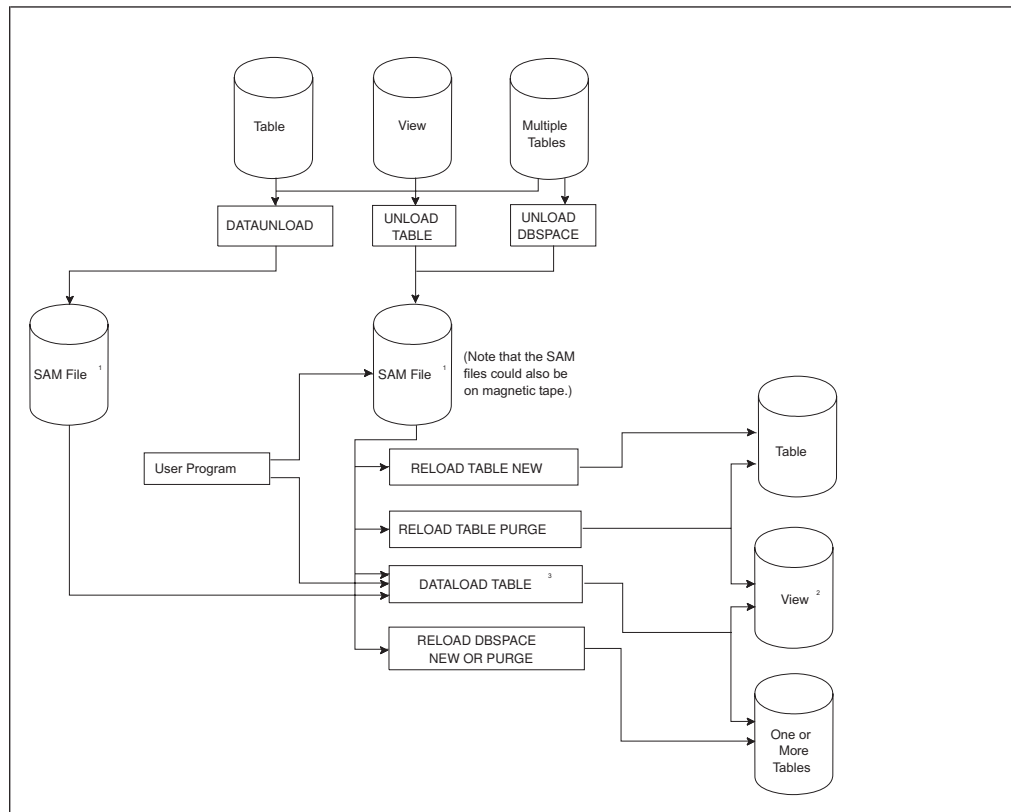 Table
View
Multiple
Tables
DATAUNLOAD
UNLOAD
TABLE
UNLOAD
DBSPACE
SAM File 1
SAM File 1
(Note that the SAM
files could also be
on magnetic tape.)
User Program
RELOAD TABLE NEW
Table
RELOAD TABLE PURGE
DATALOAD TABLE 3
View 2
RELOAD DBSPACE
NEW OR PURGE
One or
More
Tables